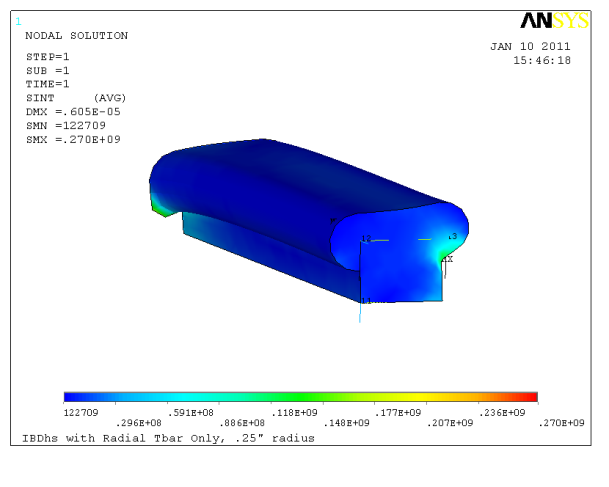 1
ANSYS
NODAL SOLUTION
JAN 10 2011
15:46:18
STEP=1
SUB =1
TIME=1
SINT (AVG)
DMX =.605E-05
SMN =122709
SMX =.270E+09
.3
122709 .591E+08 .118E+09 .177E+09 .236E+09
.296E+08 .886E+08 .148E+09 .207E+09 .270E+09
IBDhs with Radial Tbar Only, .25" radius